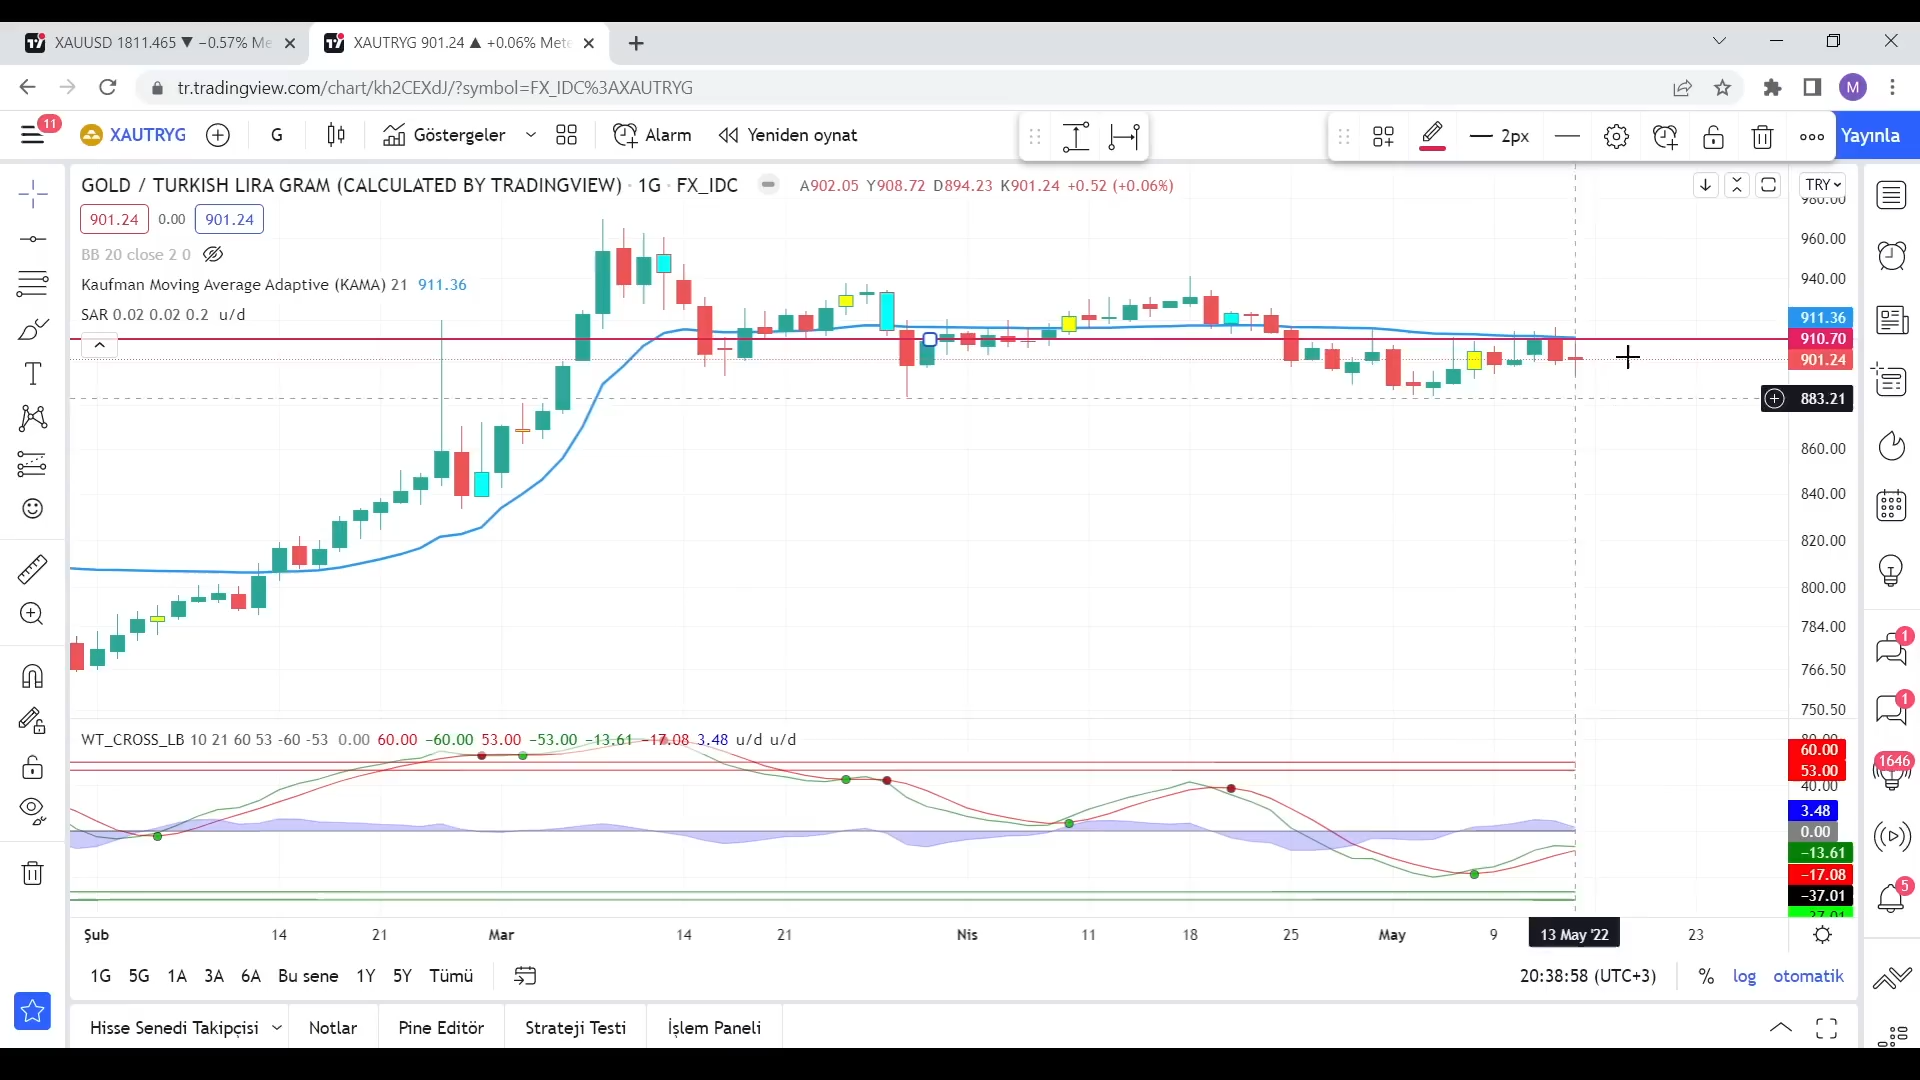 XAUUSD 1811.465 ▼ −0.57% Me
XAUTRYG 901.24 ▲ +0.06% Mete
tr.tradingview.com/chart/kh2CEXdJ/?symbol=FX_IDC%3AXAUTRYG
M
11
XAUTRYG
G
Göstergeler
Alarm
Yeniden oynat
2px
Yayınla
GOLD / TURKISH LIRA GRAM (CALCULATED BY TRADINGVIEW) · 1G · FX_IDC
A902.05 Y908.72 D894.23 K901.24 +0.52 (+0.06%)
TRY
901.24 0.00 901.24
BB 20 close 2 0
Kaufman Moving Average Adaptive (KAMA) 21 911.36
SAR 0.02 0.02 0.2 u/d
980.00
960.00
940.00
911.36
910.70
901.24
883.21
860.00
840.00
820.00
800.00
784.00
766.50
750.50
WT_CROSS_LB 10 21 60 53 -60 -53 0.00 60.00 −60.00 53.00 −53.00 −13.61 −17.08 3.48 u/d u/d
80.00
60.00
53.00
40.00
3.48
0.00
−13.61
−17.08
−37.01
1
1
1646
5
Şub 14 21 Mar 14 21 Nis 11 18 25 May 9 13 May '22 23
1G 5G 1A 3A 6A Bu sene 1Y 5Y Tümü
20:38:58 (UTC+3) % log otomatik
Hisse Senedi Takipçisi Notlar Pine Editör Strateji Testi İşlem Paneli